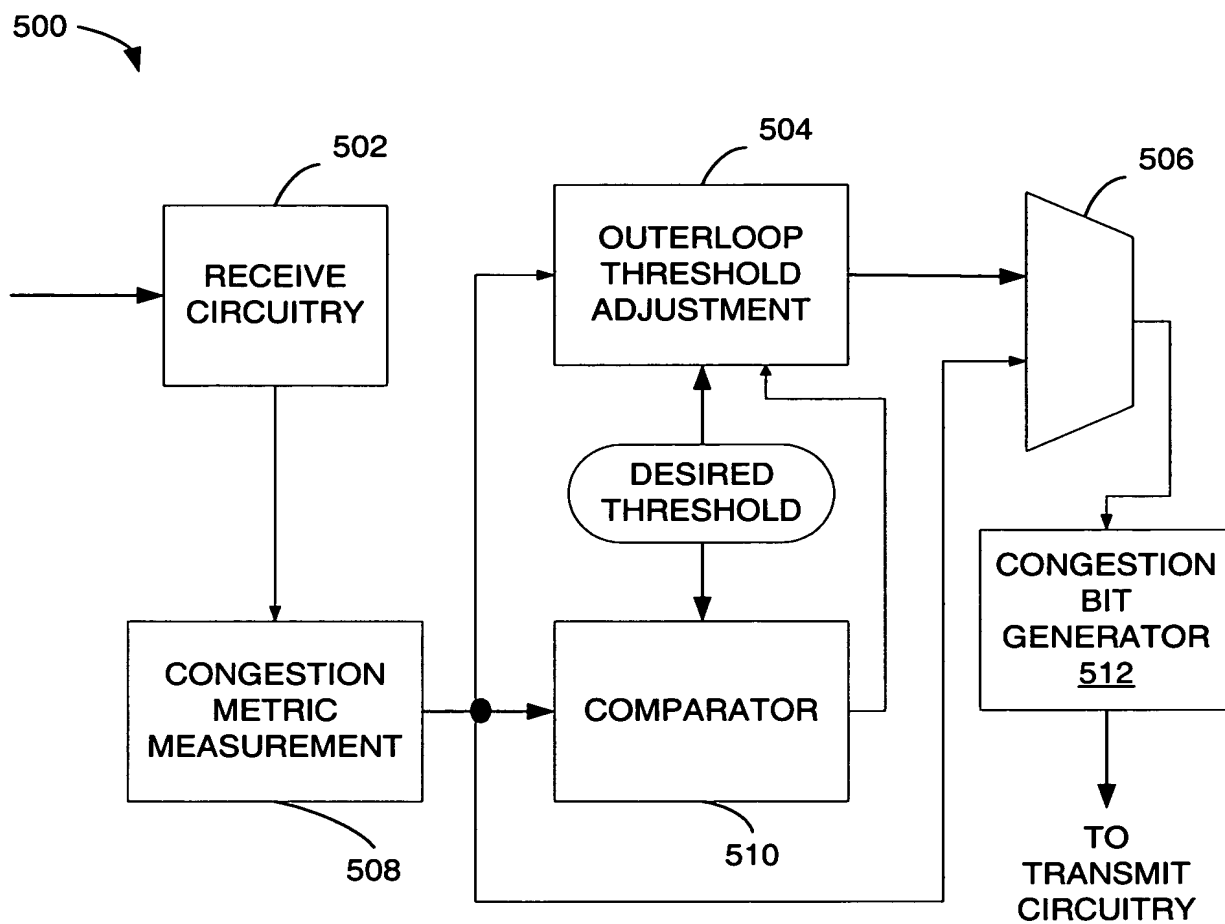 500
502
504
506
RECEIVE
CIRCUITRY
OUTERLOOP
THRESHOLD
ADJUSTMENT
DESIRED
THRESHOLD
CONGESTION
METRIC
MEASUREMENT
508
COMPARATOR
510
CONGESTION
BIT
GENERATOR
512
TO
TRANSMIT
CIRCUITRY